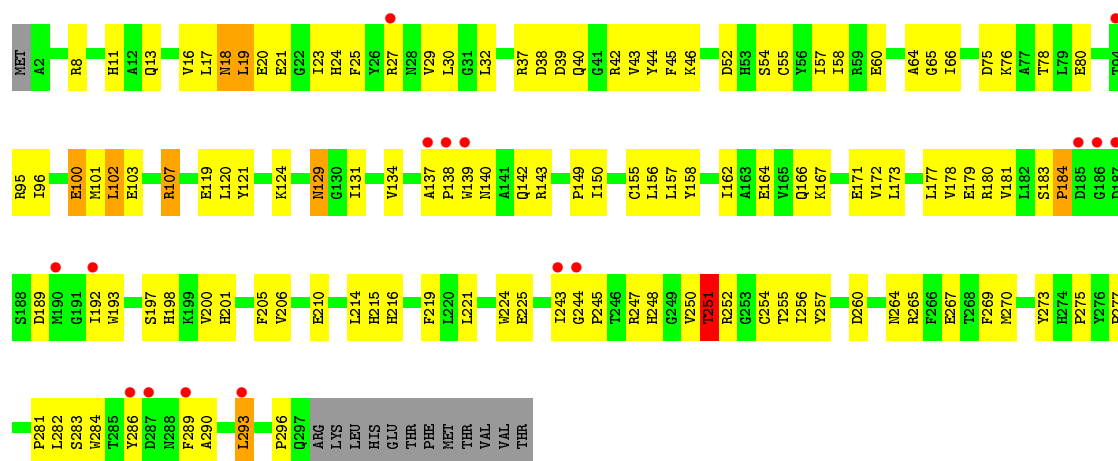 MET A2 R8 H11 A12 Q13 V16 L17 N18 L19 E20 E21 G22 I23 H24 F25 Y26 R27 N28 V29 L30 G31 L32 R37 D38 D39 Q40 G41 R42 V43 Y44 F45 K46 D52 H53 S54 C55 Y56 I57 I58 R59 E60 A64 G65 I66 D75 K76 A77 T78 L79 E80 T94
R95 I96 E100 M101 L102 E103 R107 E119 L120 Y121 K124 N129 G130 I131 V134 A137 P138 W139 N140 A141 Q142 R143 P149 I150 C155 L156 L157 Y158 I162 A163 E164 V165 Q166 K167 E171 V172 L173 L177 V178 E179 R180 V181 L182 S183 P184 D185 G186 D187
S188 D189 M190 G191 I192 W193 S197 H198 K199 V200 H201 F205 V206 E210 L214 H215 H216 F219 L220 L221 W224 E225 I243 G244 P245 T246 R247 H248 G249 V250 T251 R252 G253 C254 T255 I256 Y257 D260 N264 R265 F266 E267 T268 F269 M270 Y273 H274 P275 Y276 P277
P281 L282 S283 W284 T285 Y286 D287 N288 F289 A290 L293 P296 Q297 ARG LYS LEU HIS GLU THR PHE MET THR VAL VAL THR